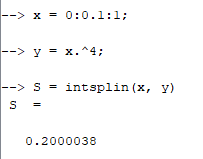 --> x = 0:0.1:1;
--> y = x.^4;
--> S = intsplin(x, y)
S =
0.2000038